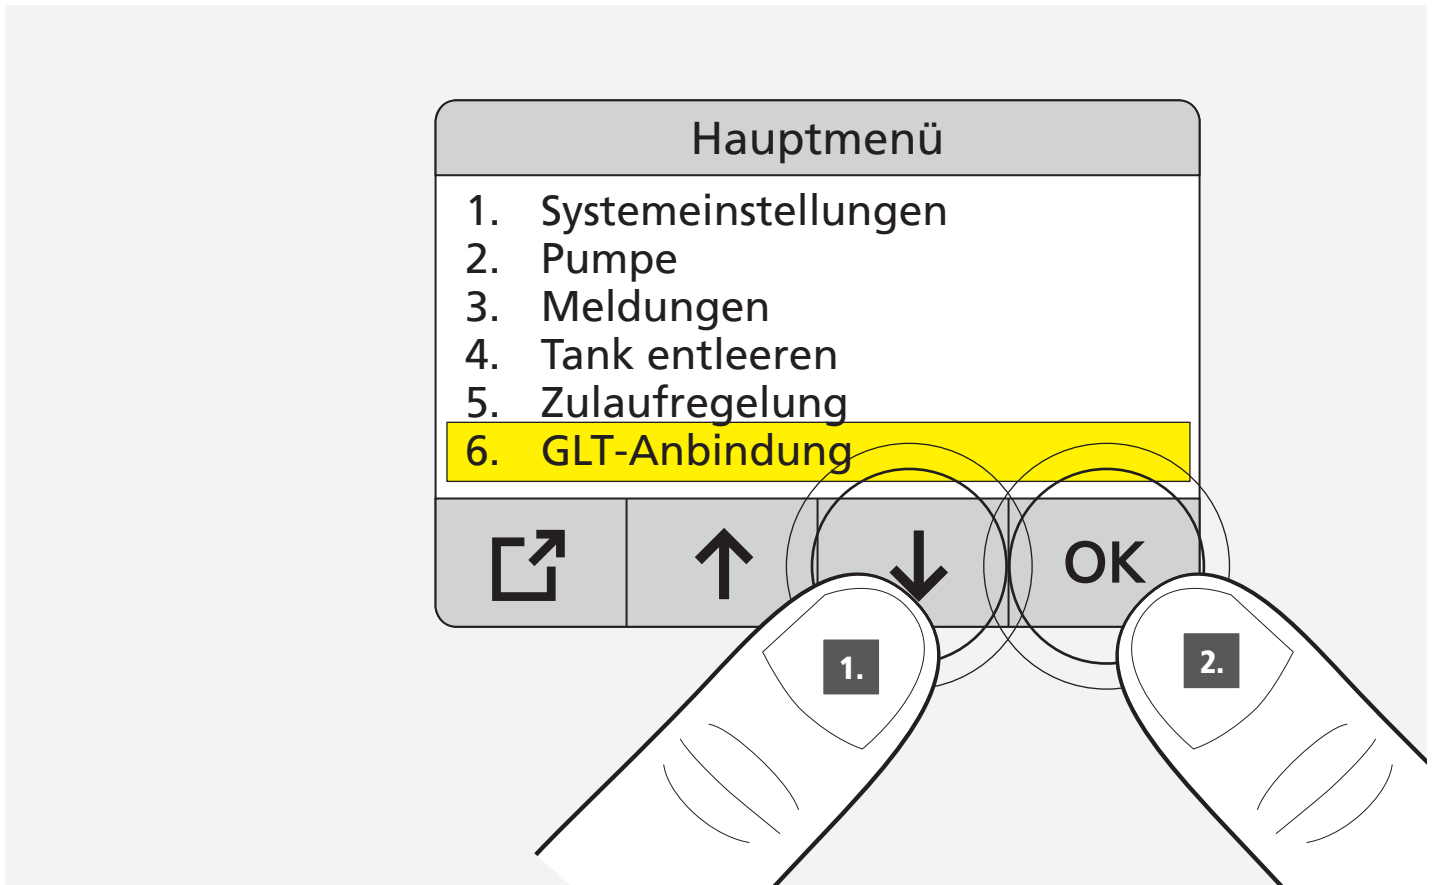 Hauptmenü
1. Systemeinstellungen
2. Pumpe
3. Meldungen
4. Tank entleeren
5. Zulaufregelung
6. GLT-Anbindung
OK
1.
2.